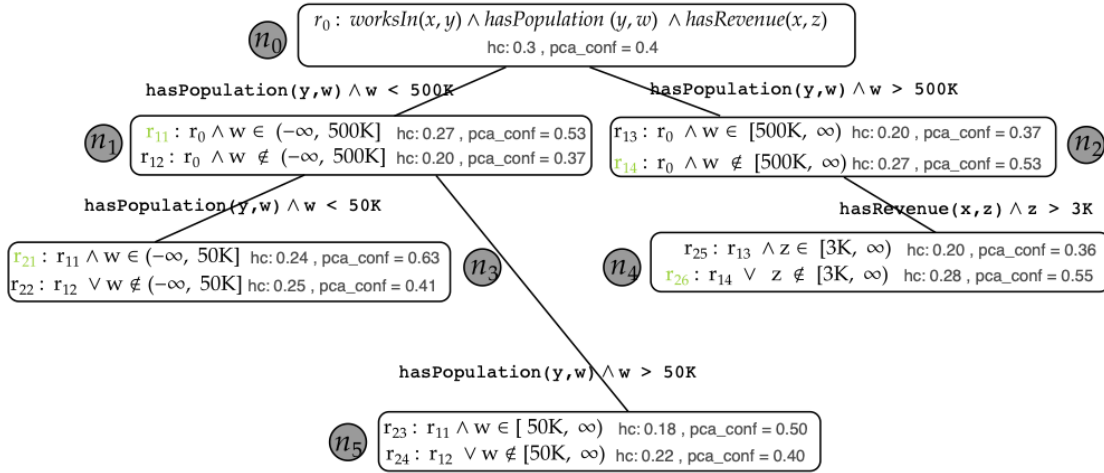 r₀ : worksIn(x, y) ∧ hasPopulation (y, w) ∧ hasRevenue(x, z)
hc: 0.3 , pca_conf = 0.4
n₀
hasPopulation(y,w) ∧ w < 500K
hasPopulation(y,w) ∧ w > 500K
n₁
r₁₁ : r₀ ∧ w ∈ (−∞, 500K] hc: 0.27 , pca_conf = 0.53
r₁₂ : r₀ ∧ w ∉ (−∞, 500K] hc: 0.20 , pca_conf = 0.37
r₁₃ : r₀ ∧ w ∈ [500K, ∞) hc: 0.20 , pca_conf = 0.37
r₁₄ : r₀ ∧ w ∉ [500K, ∞) hc: 0.27 , pca_conf = 0.53
n₂
hasPopulation(y,w) ∧ w < 50K
hasRevenue(x,z) ∧ z > 3K
r₂₁ : r₁₁ ∧ w ∈ (−∞, 50K] hc: 0.24 , pca_conf = 0.63
r₂₂ : r₁₂ ∨ w ∉ (−∞, 50K] hc: 0.25 , pca_conf = 0.41
n₃
n₄
r₂₅ : r₁₃ ∧ z ∈ [3K, ∞) hc: 0.20 , pca_conf = 0.36
r₂₆ : r₁₄ ∨ z ∉ [3K, ∞) hc: 0.28 , pca_conf = 0.55
hasPopulation(y,w) ∧ w > 50K
n₅
r₂₃ : r₁₁ ∧ w ∈ [ 50K, ∞) hc: 0.18 , pca_conf = 0.50
r₂₄ : r₁₂ ∨ w ∉ [50K, ∞) hc: 0.22 , pca_conf = 0.40